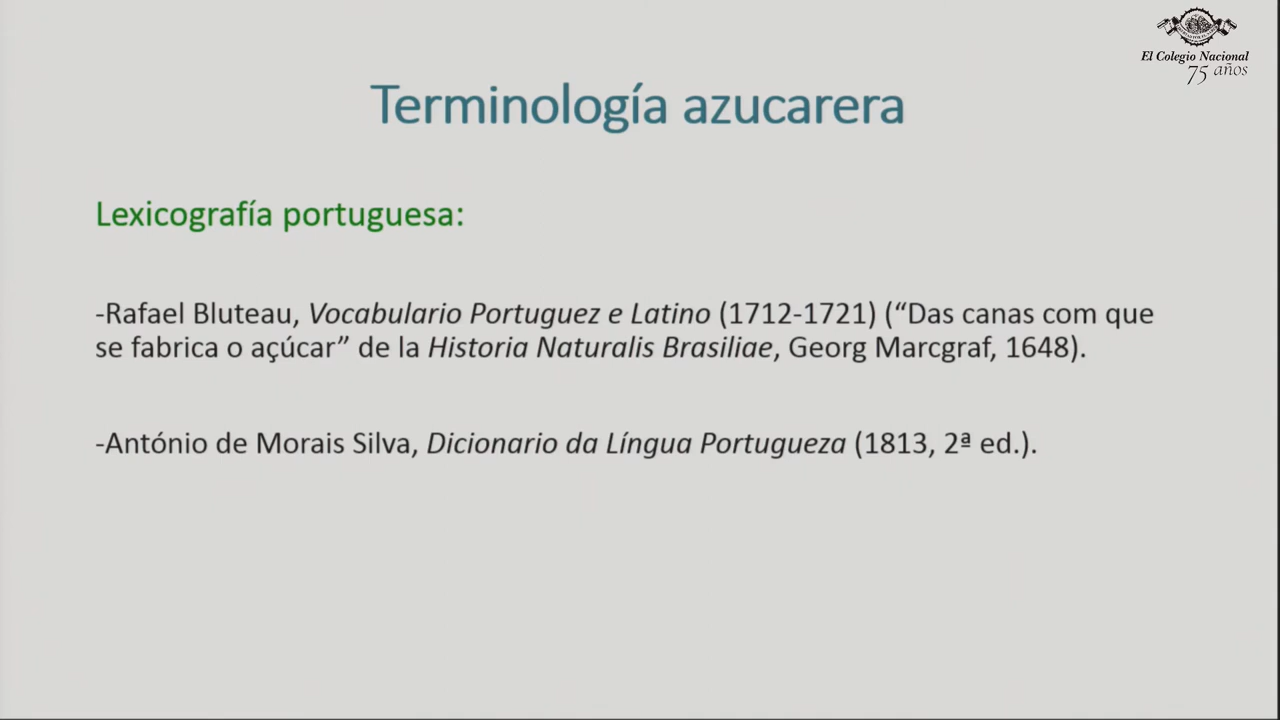 El Colegio Nacional
75 años
Terminología azucarera
Lexicografía portuguesa:
-Rafael Bluteau, Vocabulario Portuguez e Latino (1712-1721) (“Das canas com que
se fabrica o açúcar” de la Historia Naturalis Brasiliae, Georg Marcgraf, 1648).
-António de Morais Silva, Dicionario da Língua Portugueza (1813, 2ª ed.).